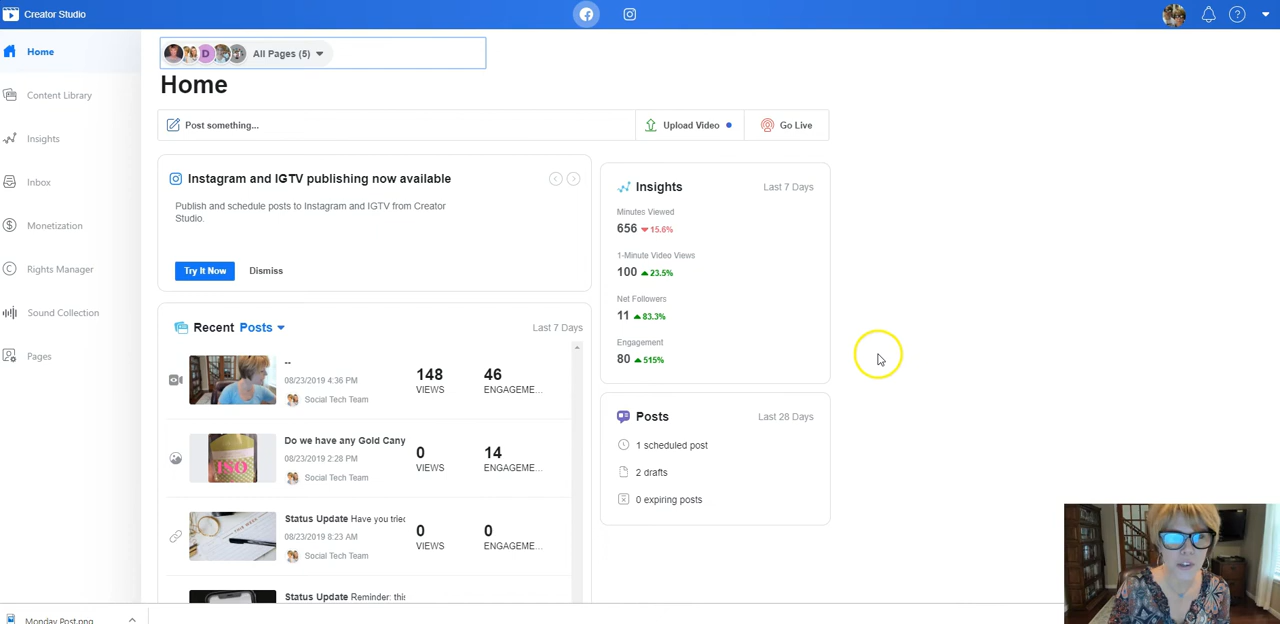 Creator Studio
Home
Content Library
Insights
Inbox
Monetization
Rights Manager
Sound Collection
Pages
D
All Pages (5)
Home
Post something...
Upload Video
Go Live
Instagram and IGTV publishing now available
Publish and schedule posts to Instagram and IGTV from Creator
Studio.
Try It Now
Dismiss
Insights
Last 7 Days
Minutes Viewed
656 15.6%
1-Minute Video Views
100 23.5%
Net Followers
11 83.3%
Engagement
80 515%
Recent Posts
Last 7 Days
--
08/23/2019 4:36 PM
Social Tech Team
148
VIEWS
46
ENGAGEME...
ISO
Do we have any Gold Cany
08/23/2019 2:28 PM
Social Tech Team
0
VIEWS
14
ENGAGEME...
THIS WEEK
Status Update Have you tried
08/23/2019 8:23 AM
Social Tech Team
0
VIEWS
0
ENGAGEME...
Status Update Reminder: this
Posts
Last 28 Days
1 scheduled post
2 drafts
0 expiring posts
Monday Post.png